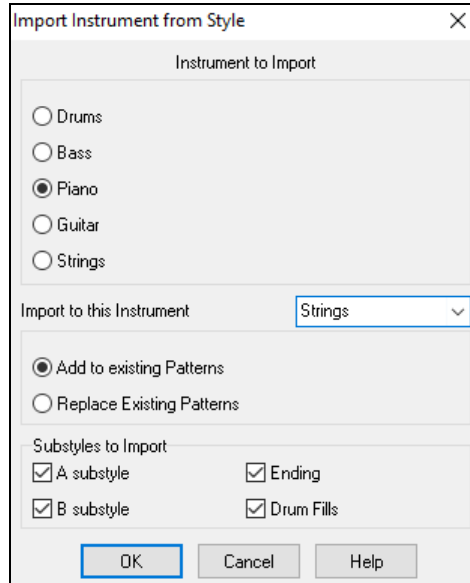 Import Instrument from Style
Instrument to Import
Drums
Bass
Piano
Guitar
Strings
Import to this Instrument Strings
Add to existing Patterns
Replace Existing Patterns
Substyles to Import
A substyle Ending
B substyle Drum Fills
OK Cancel Help